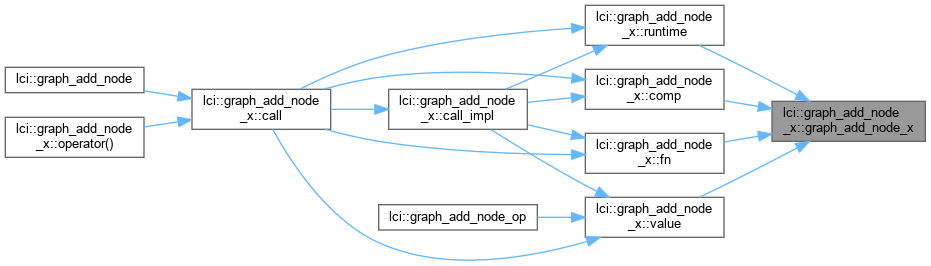 lci::graph_add_node
lci::graph_add_node
_x::operator()
lci::graph_add_node
_x::call
lci::graph_add_node
_x::call_impl
lci::graph_add_node_op
lci::graph_add_node
_x::runtime
lci::graph_add_node
_x::comp
lci::graph_add_node
_x::fn
lci::graph_add_node
_x::value
lci::graph_add_node
_x::graph_add_node_x